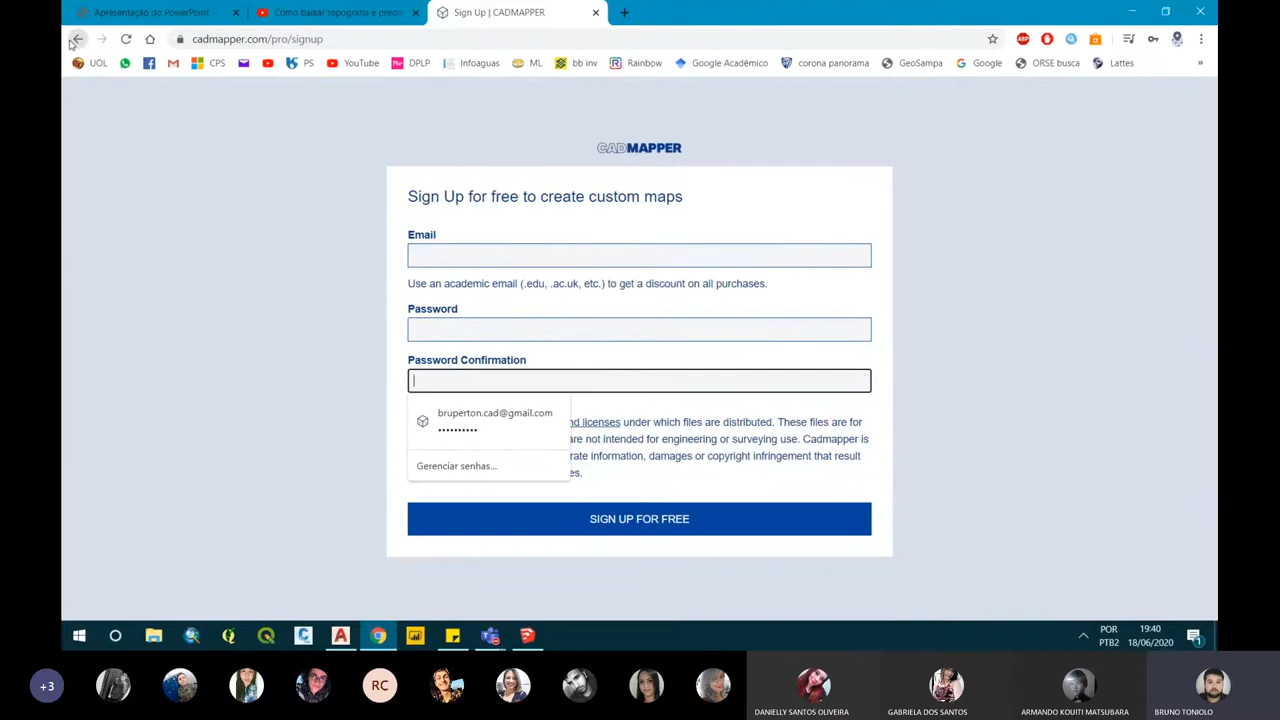 Apresentação do PowerPoint
Como baixar topografia e predi
Sign Up | CADMAPPER
cadmapper.com/pro/signup
ABP
UOL
CPS
PS
YouTube
DPLP
Infoaguas
ML
bb inv
Rainbow
Google Acadêmico
corona panorama
GeoSampa
Google
ORSE busca
Lattes
»
CADMAPPER
Sign Up for free to create custom maps
Email
Use an academic email (.edu, .ac.uk, etc.) to get a discount on all purchases.
Password
Password Confirmation
bruperton.cad@gmail.com
••••••••••
Gerenciar senhas...
nd licenses under which files are distributed. These files are for
are not intended for engineering or surveying use. Cadmapper is
rate information, damages or copyright infringement that result
es.
SIGN UP FOR FREE
POR
PTB2
19:40
18/06/2020
1
+3
RC
DANIELLY SANTOS OLIVEIRA
GABRIELA DOS SANTOS
ARMANDO KOUITI MATSUBARA
BRUNO TONIOLO